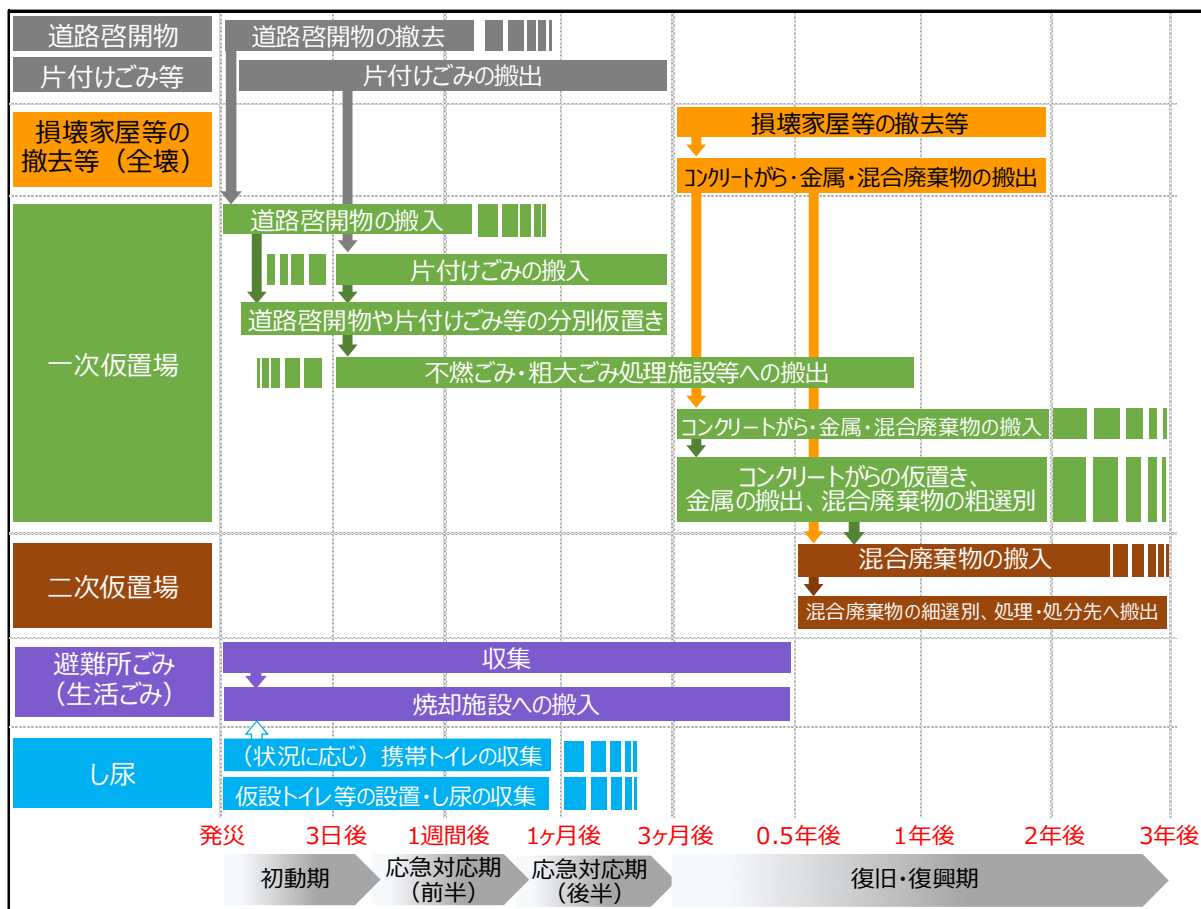 道路啓開物
道路啓開物の撤去
片付けごみ等
片付けごみの搬出
損壊家屋等の
撤去等（全壊）
損壊家屋等の撤去等
コンクリートがら・金属・混合廃棄物の搬出
一次仮置場
道路啓開物の搬入
片付けごみの搬入
道路啓開物や片付けごみ等の分別仮置き
不燃ごみ・粗大ごみ処理施設等への搬出
コンクリートがら・金属・混合廃棄物の搬入
コンクリートがらの仮置き、
金属の搬出、混合廃棄物の粗選別
二次仮置場
混合廃棄物の搬入
混合廃棄物の細選別、処理・処分先へ搬出
避難所ごみ
（生活ごみ）
収集
焼却施設への搬入
し尿
（状況に応じ）携帯トイレの収集
仮設トイレ等の設置・し尿の収集
発災 3日後 1週間後 1ヶ月後 3ヶ月後 0.5年後 1年後 2年後 3年後
初動期
応急対応期
（前半）
応急対応期
（後半）
復旧・復興期